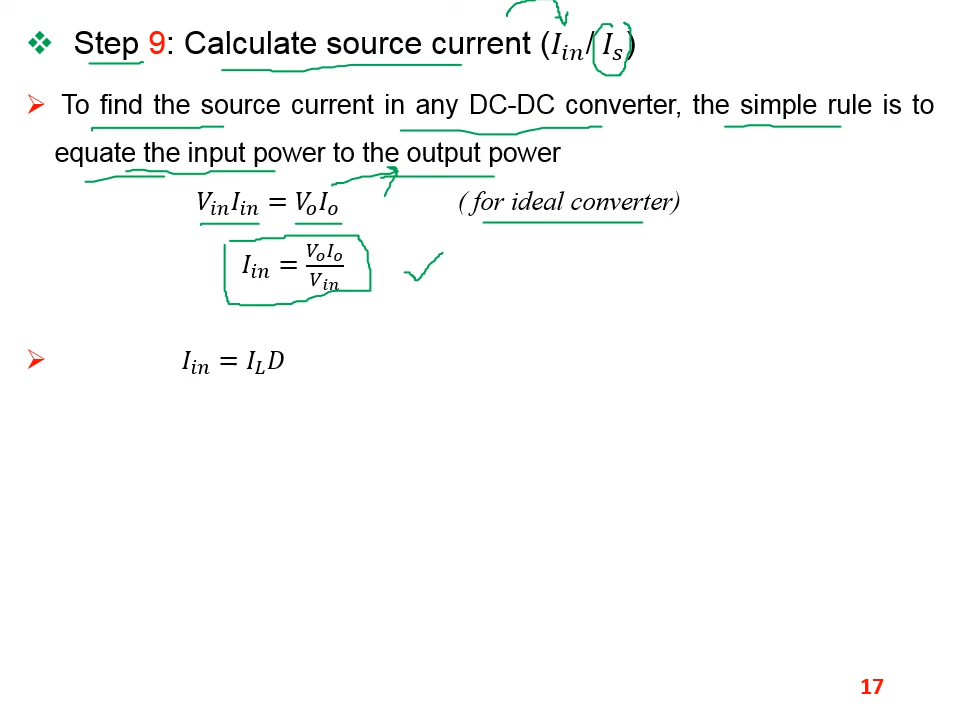 ❖ Step 9: Calculate source current (I_in/ I_s)
➢ To find the source current in any DC-DC converter, the simple rule is to
equate the input power to the output power
V_in I_in = V_o I_o ( for ideal converter)
I_in = V_o I_o / V_in
➢ I_in = I_L D
17